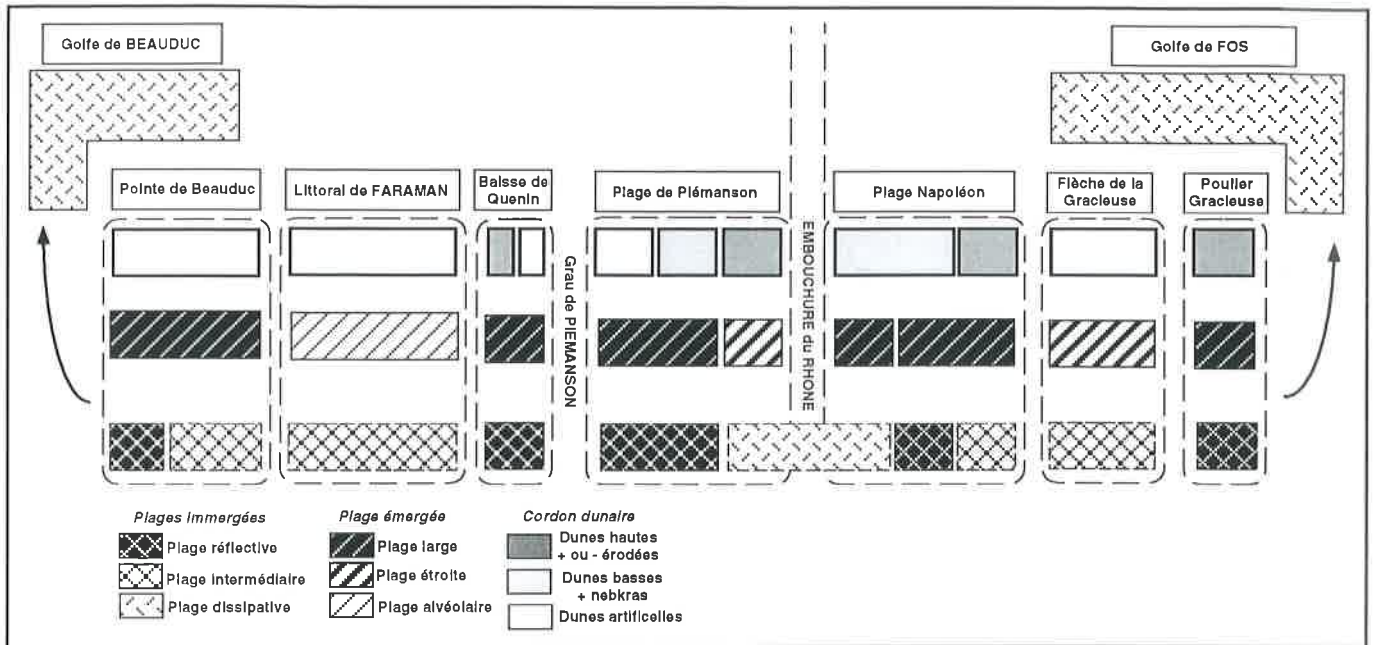 Golfe de BEAUDUC
Golfe de FOS
Pointe de Beauduc
Littoral de FARAMAN
Baisse de
Quenin
Plage de Piémanson
Plage Napoléon
Flèche de la
Gracieuse
Poulier
Gracieuse
Grau de PIEMANSON
EMBOUCHURE du RHONE
Plages immergées
Plage réflective
Plage intermédiaire
Plage dissipative
Plage émergée
Plage large
Plage étroite
Plage alvéolaire
Cordon dunaire
Dunes hautes
+ ou - érodées
Dunes basses
+ nebkras
Dunes artificelles